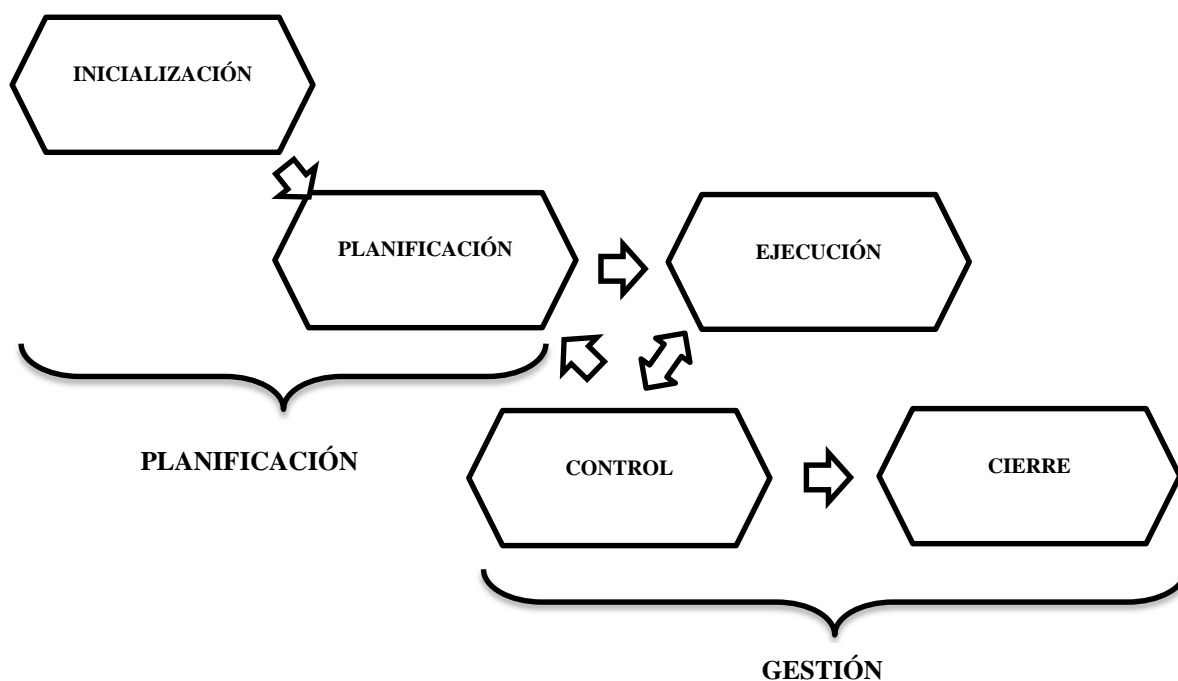 INICIALIZACIÓN
PLANIFICACIÓN
EJECUCIÓN
PLANIFICACIÓN
CONTROL
CIERRE
GESTIÓN